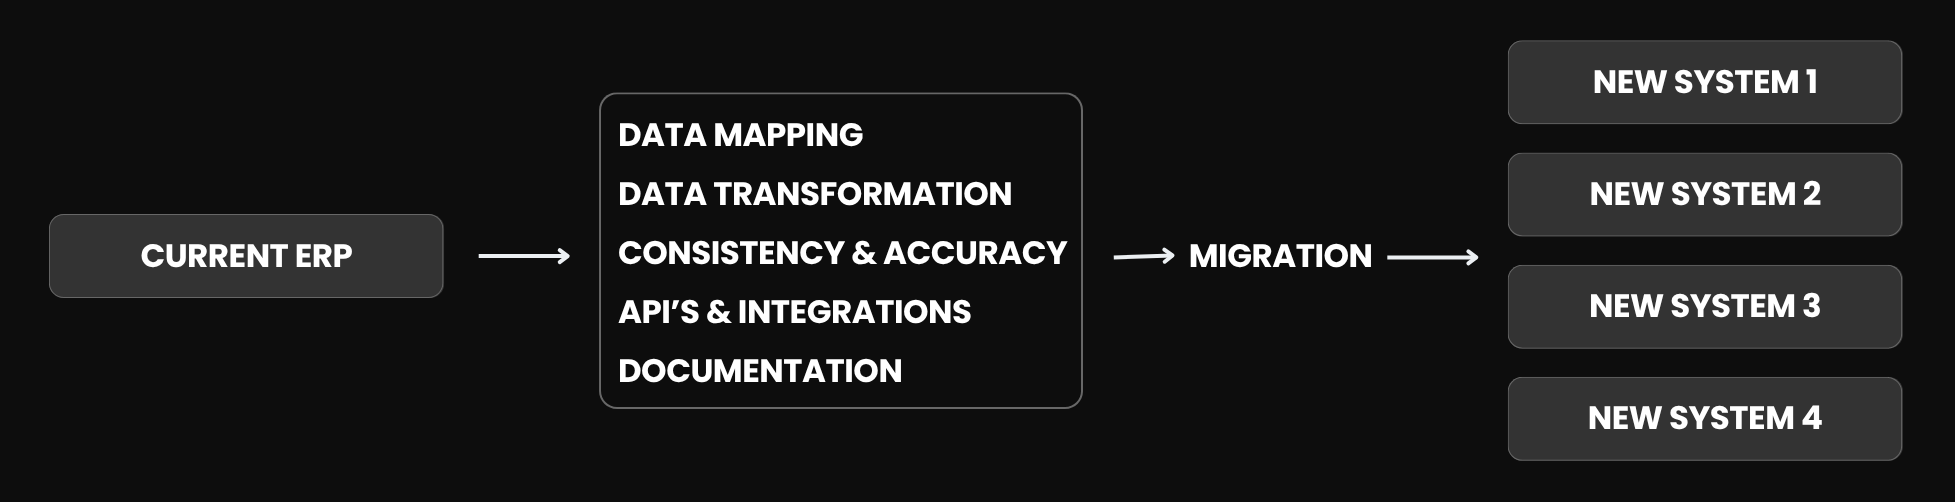 CURRENT ERP
DATA MAPPING
DATA TRANSFORMATION
CONSISTENCY & ACCURACY
API’S & INTEGRATIONS
DOCUMENTATION
MIGRATION
NEW SYSTEM 1
NEW SYSTEM 2
NEW SYSTEM 3
NEW SYSTEM 4